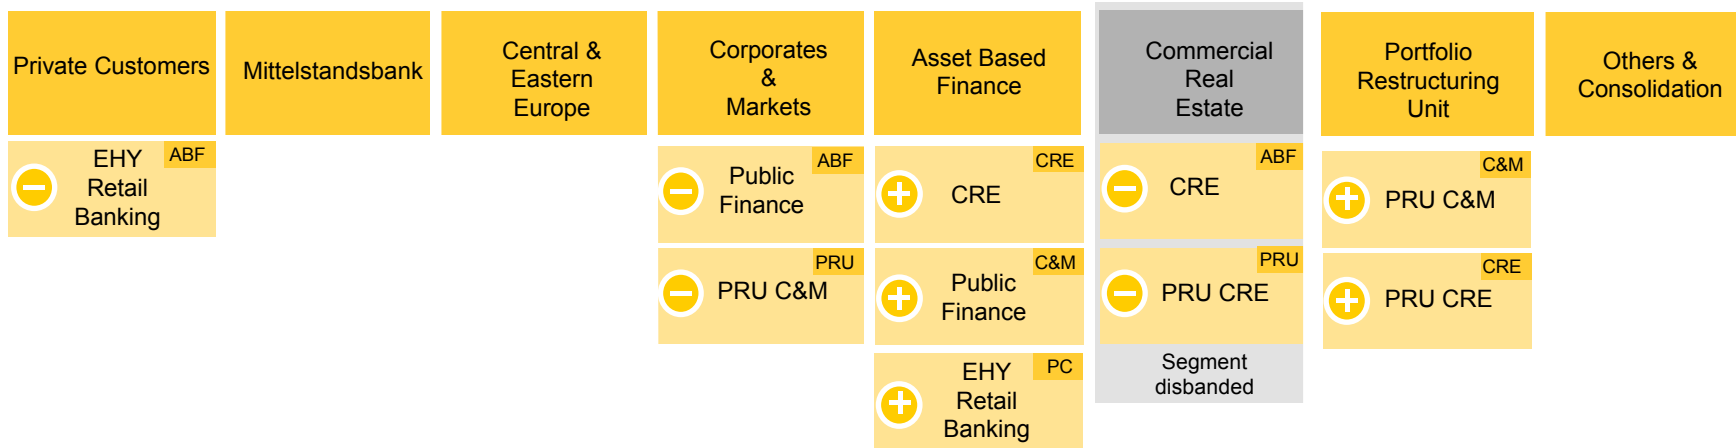 Private Customers
Mittelstandsbank
Central &
Eastern
Europe
Corporates
&
Markets
Asset Based
Finance
Commercial
Real
Estate
Portfolio
Restructuring
Unit
Others &
Consolidation
ABF
EHY
Retail
Banking
ABF
Public
Finance
PRU
PRU C&M
CRE
CRE
C&M
Public
Finance
PC
EHY
Retail
Banking
ABF
CRE
PRU
PRU CRE
Segment
disbanded
C&M
PRU C&M
CRE
PRU CRE